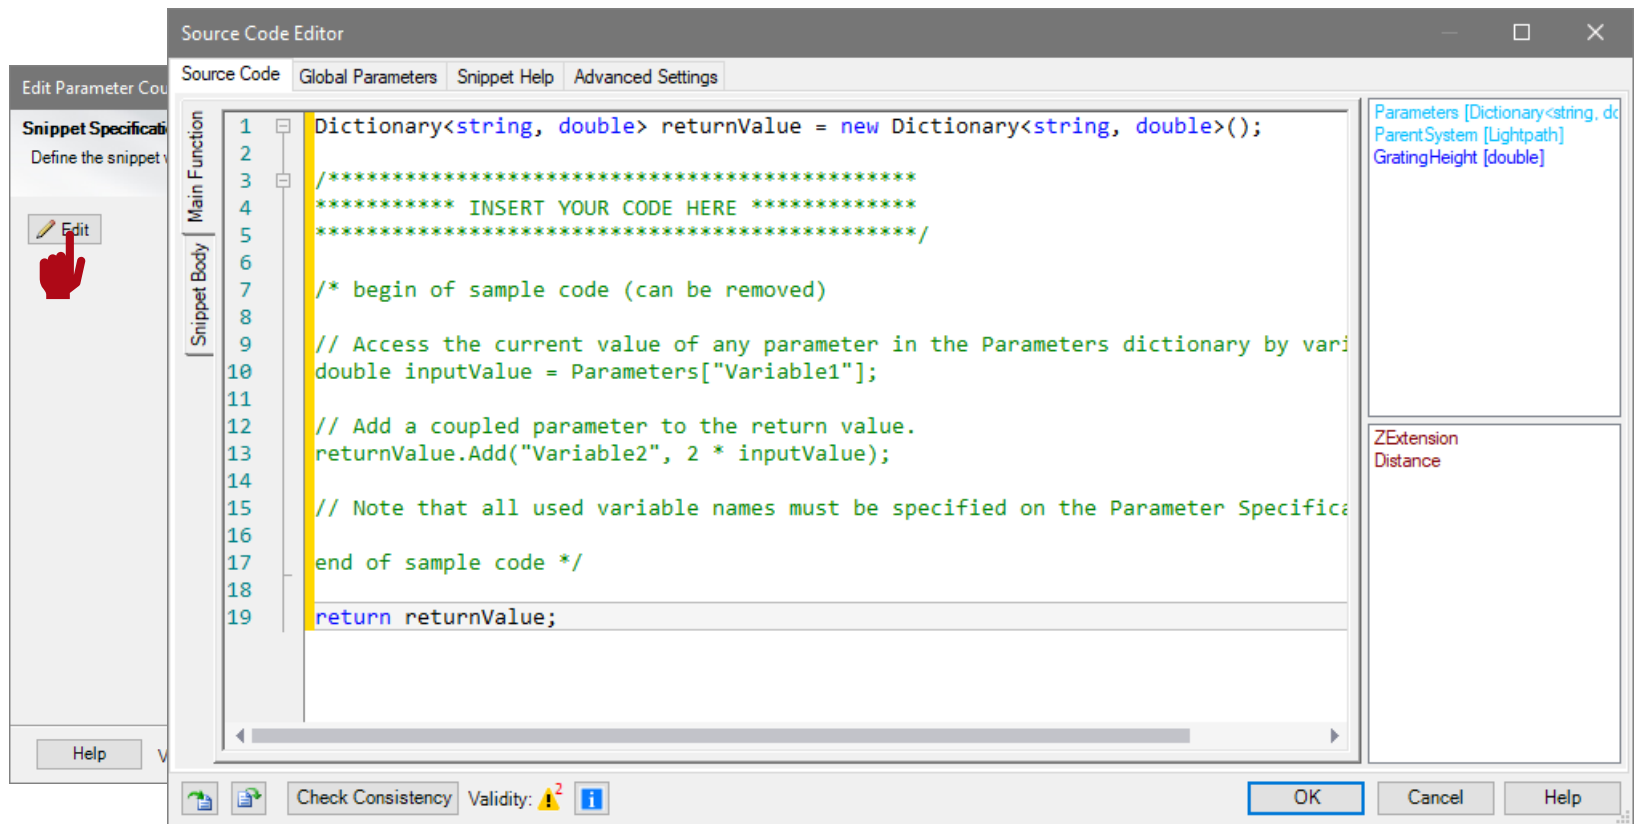 Source Code Editor
Edit Parameter Cou
Source Code
Global Parameters
Snippet Help
Advanced Settings
Snippet Specificati
Define the snippet
Edit
Main Function
Snippet Body
1 Dictionary<string, double> returnValue = new Dictionary<string, double>();
2
3 /**********************************************
4 *********** INSERT YOUR CODE HERE *************
5 ***********************************************/
6
7 /* begin of sample code (can be removed)
8
9 // Access the current value of any parameter in the Parameters dictionary by vari
10 double inputValue = Parameters["Variable1"];
11
12 // Add a coupled parameter to the return value.
13 returnValue.Add("Variable2", 2 * inputValue);
14
15 // Note that all used variable names must be specified on the Parameter Specifica
16
17 end of sample code */
18
19 return returnValue;
Parameters [Dictionary<string, do
ParentSystem [Lightpath]
GratingHeight [double]
ZExtension
Distance
Help
V
Check Consistency
Validity:
2
OK
Cancel
Help